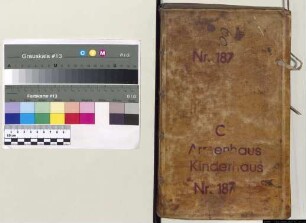 Grauskala #13
C Y M
Farbkarte #13
B.I.G.
Nr. 187
C
Armenhaus
Kinderhaus
Nr. 187